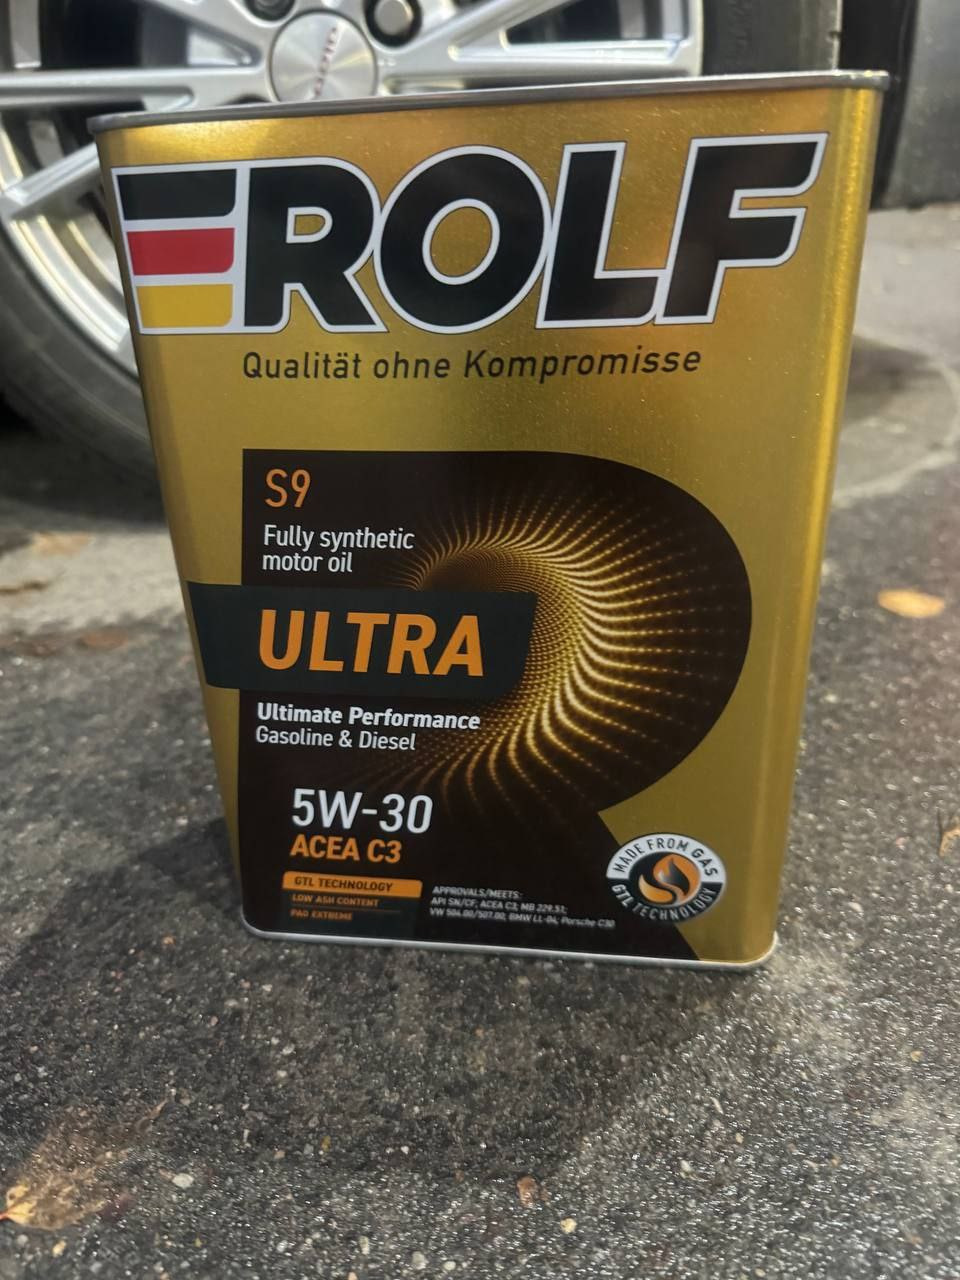 ROLF
Qualität ohne Kompromisse
S9
Fully synthetic
motor oil
ULTRA
Ultimate Performance
Gasoline & Diesel
5W-30
ACEA C3
GTL TECHNOLOGY
LOW ASH CONTENT
PAO EXTREME
APPROVALS/MEETS:
API SN/CF; ACEA C3; MB 229.51;
VW 504.00/507.00; BMW LL-04; Porsche C30
MADE FROM GAS
GTL TECHNOLOGY